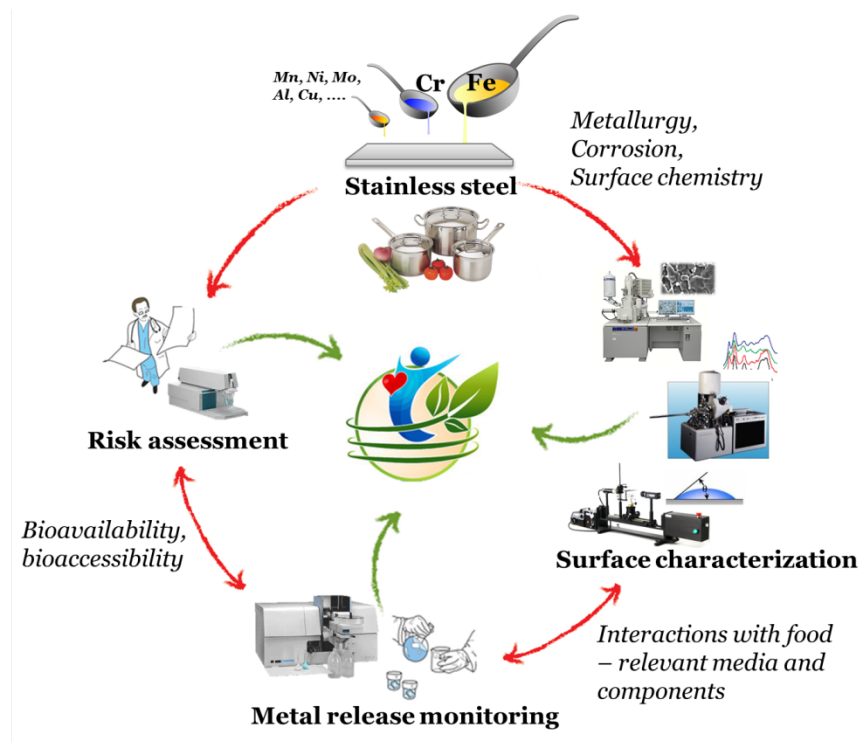 Mn, Ni, Mo,
Al, Cu, ....
Cr
Fe
Stainless steel
Metallurgy,
Corrosion,
Surface chemistry
Risk assessment
Bioavailability,
bioaccessibility
Surface characterization
Interactions with food
– relevant media and
components
Metal release monitoring